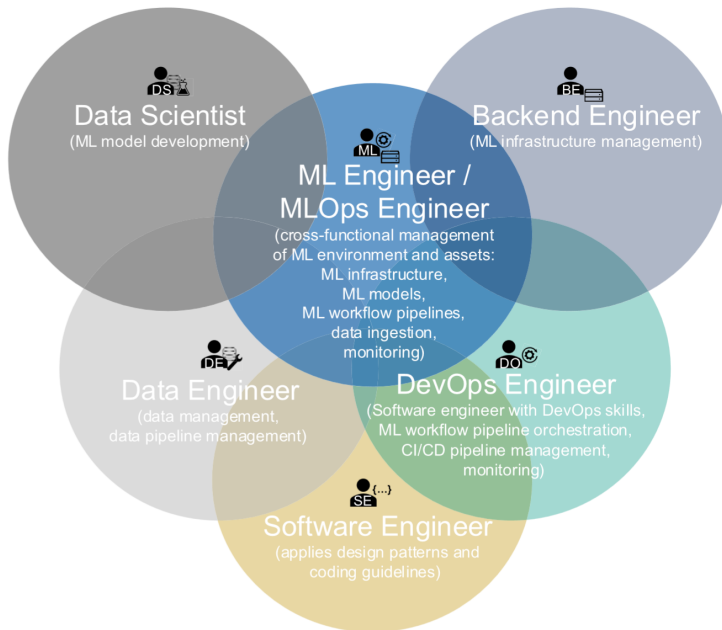 DS
Data Scientist
(ML model development)
BE
Backend Engineer
(ML infrastructure management)
ML
ML Engineer /
MLOps Engineer
(cross-functional management
of ML environment and assets:
ML infrastructure,
ML models,
ML workflow pipelines,
data ingestion,
monitoring)
DE
Data Engineer
(data management,
data pipeline management)
DO
DevOps Engineer
(Software engineer with DevOps skills,
ML workflow pipeline orchestration,
CI/CD pipeline management,
monitoring)
SE {...}
Software Engineer
(applies design patterns and
coding guidelines)